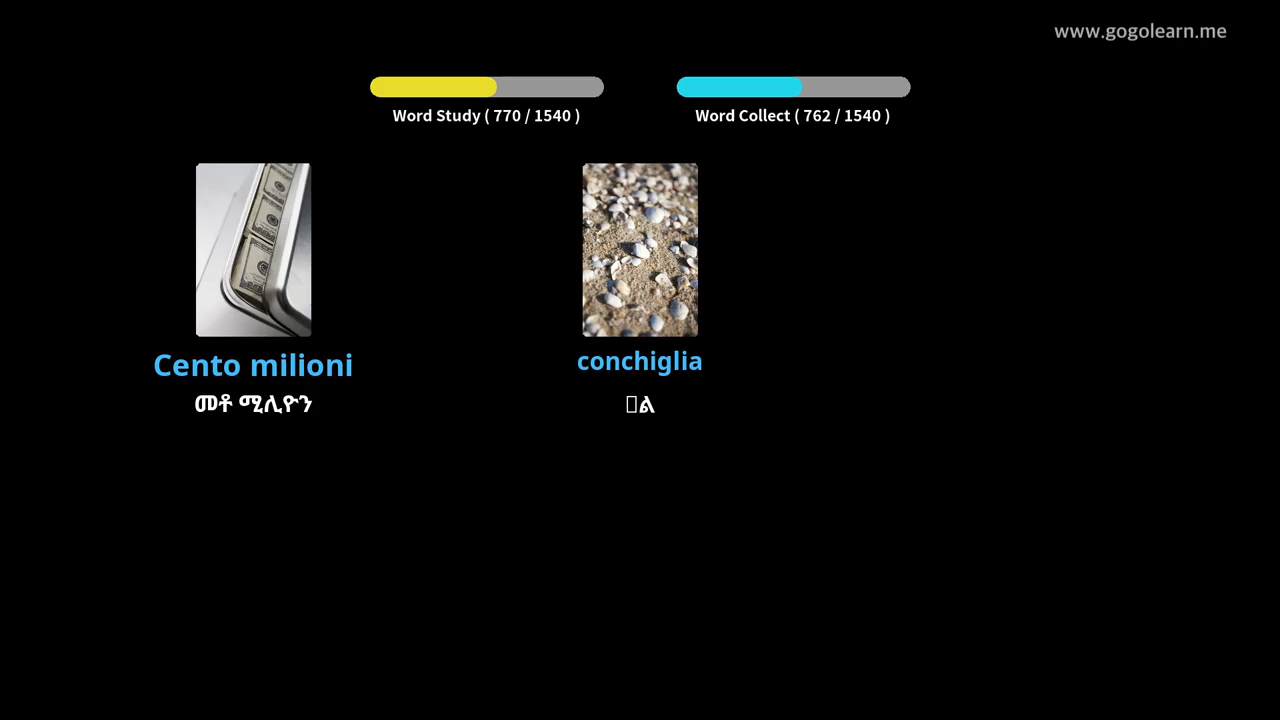 www.gogolearn.me
Word Study ( 770 / 1540 )
Word Collect ( 762 / 1540 )
Cento milioni
መቶ ሚሊዮን
conchiglia